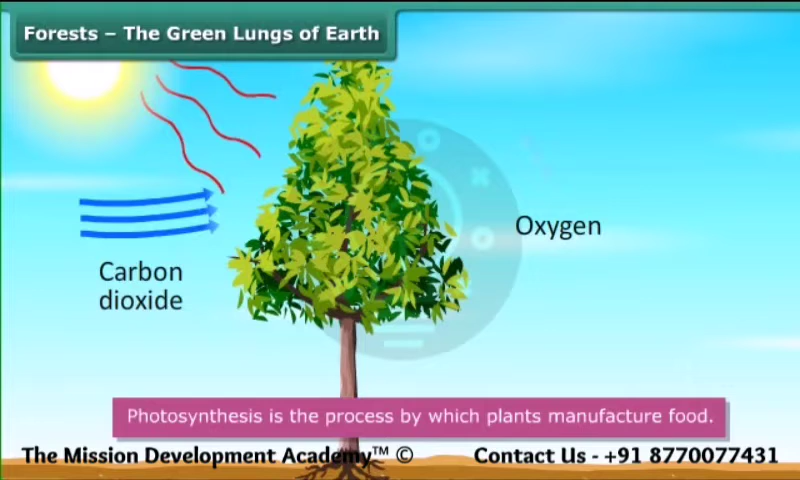 Forests – The Green Lungs of Earth
Oxygen
Carbon
dioxide
Photosynthesis is the process by which plants manufacture food.
The Mission Development Academy™ © Contact Us - +91 8770077431